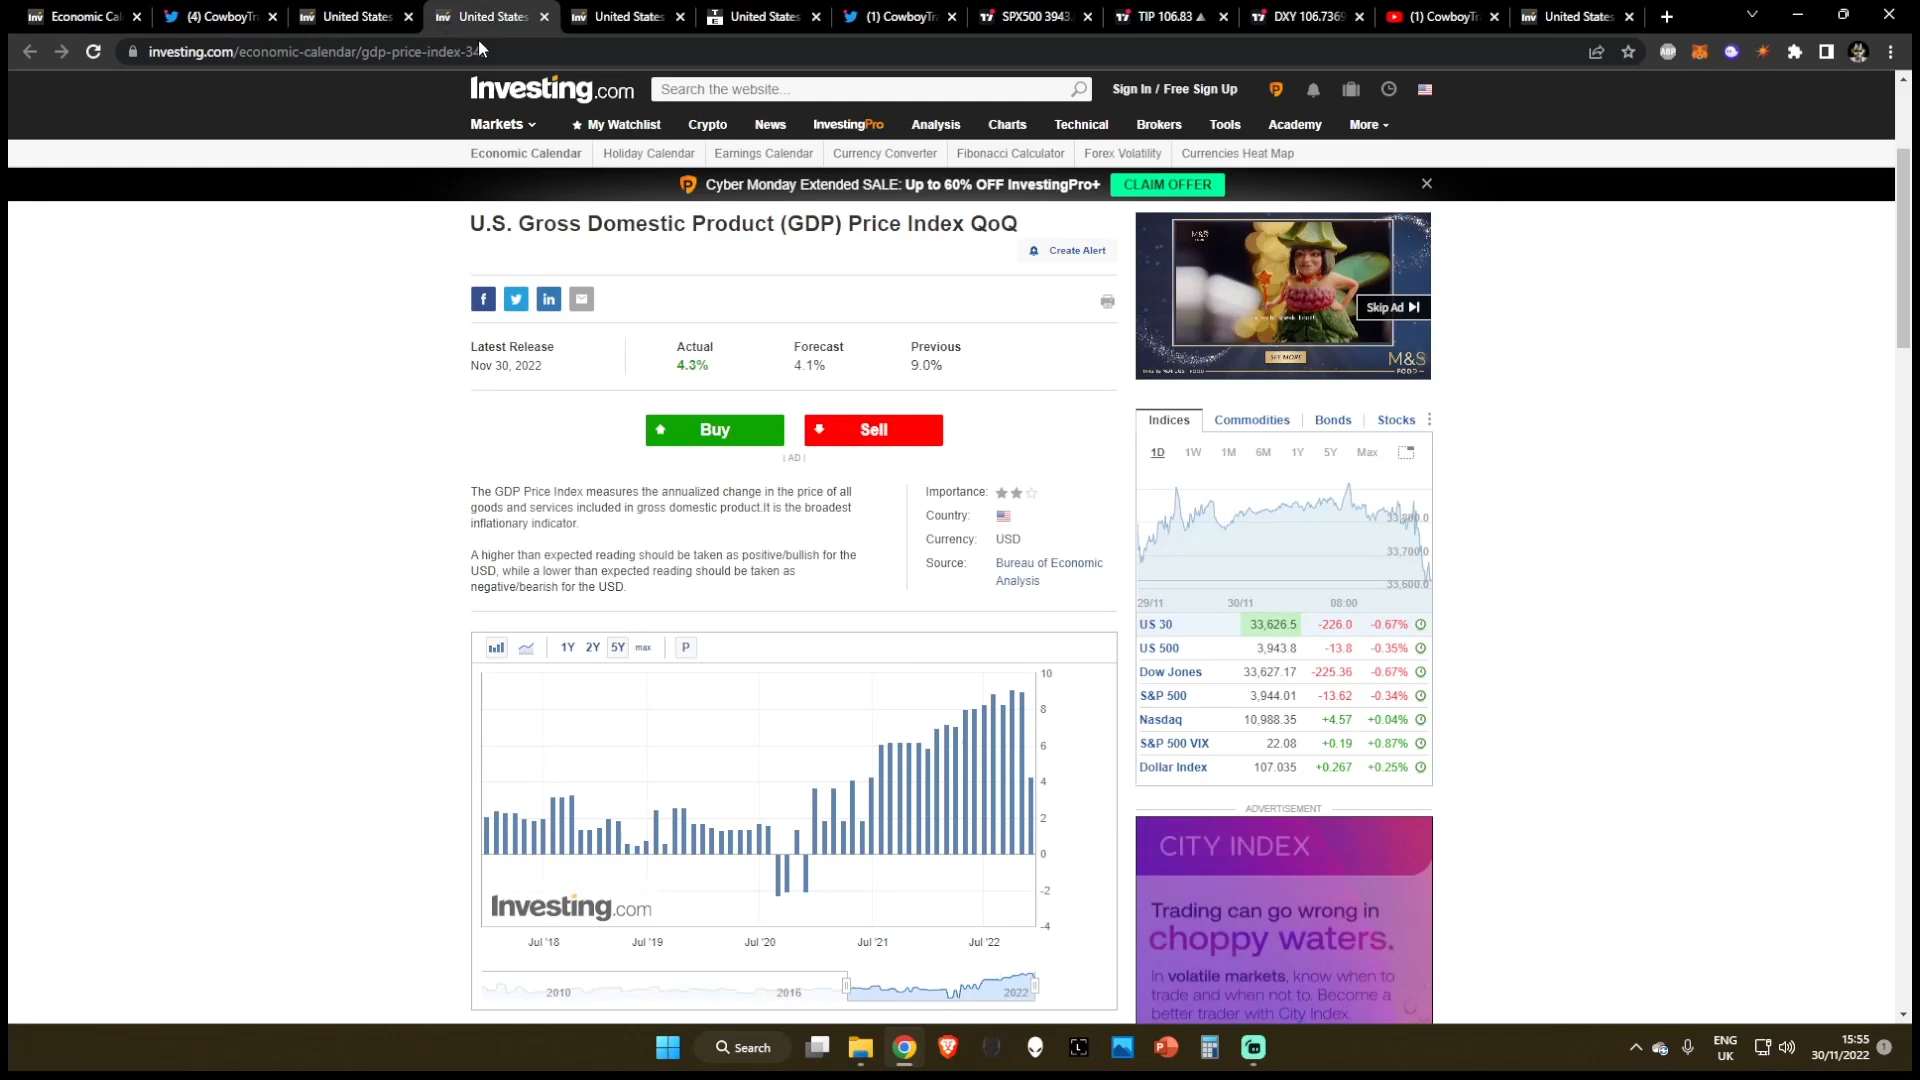 Economic Cal
(4) CowboyTra
United States
United States
United States
United States
(1) CowboyTra
SPX500 3943.
TIP 106.83
DXY 106.7369
(1) CowboyTra
United States
investing.com/economic-calendar/gdp-price-index-34
Investing.com
Search the website...
Sign In / Free Sign Up
Markets
My Watchlist
Crypto
News
InvestingPro
Analysis
Charts
Technical
Brokers
Tools
Academy
More
Economic Calendar
Holiday Calendar
Earnings Calendar
Currency Converter
Fibonacci Calculator
Forex Volatility
Currencies Heat Map
Cyber Monday Extended SALE: Up to 60% OFF InvestingPro+
CLAIM OFFER
U.S. Gross Domestic Product (GDP) Price Index QoQ
Create Alert
Latest Release
Nov 30, 2022
Actual
4.3%
Forecast
4.1%
Previous
9.0%
Buy
Sell
| AD |
The GDP Price Index measures the annualized change in the price of all
goods and services included in gross domestic product.It is the broadest
inflationary indicator.
A higher than expected reading should be taken as positive/bullish for the
USD, while a lower than expected reading should be taken as
negative/bearish for the USD.
Importance:
Country:
Currency: USD
Source: Bureau of Economic
Analysis
1Y 2Y 5Y max P
10
8
6
4
2
0
-2
-4
Investing.com
Jul '18
Jul '19
Jul '20
Jul '21
Jul '22
2010
2016
2022
M&S
Skip Ad
SEE MORE
M&S
FOOD
Indices
Commodities
Bonds
Stocks
1D 1W 1M 6M 1Y 5Y Max
33,800.0
33,700.0
33,600.0
29/11
30/11
08:00
US 30 33,626.5 -226.0 -0.67%
US 500 3,943.8 -13.8 -0.35%
Dow Jones 33,627.17 -225.36 -0.67%
S&P 500 3,944.01 -13.62 -0.34%
Nasdaq 10,988.35 +4.57 +0.04%
S&P 500 VIX 22.08 +0.19 +0.87%
Dollar Index 107.035 +0.267 +0.25%
ADVERTISEMENT
CITY INDEX
Trading can go wrong in
choppy waters.
In volatile markets, know when to
trade and when not to. Become a
better trader with City Index.
Search
ENG
UK
15:55
30/11/2022
1